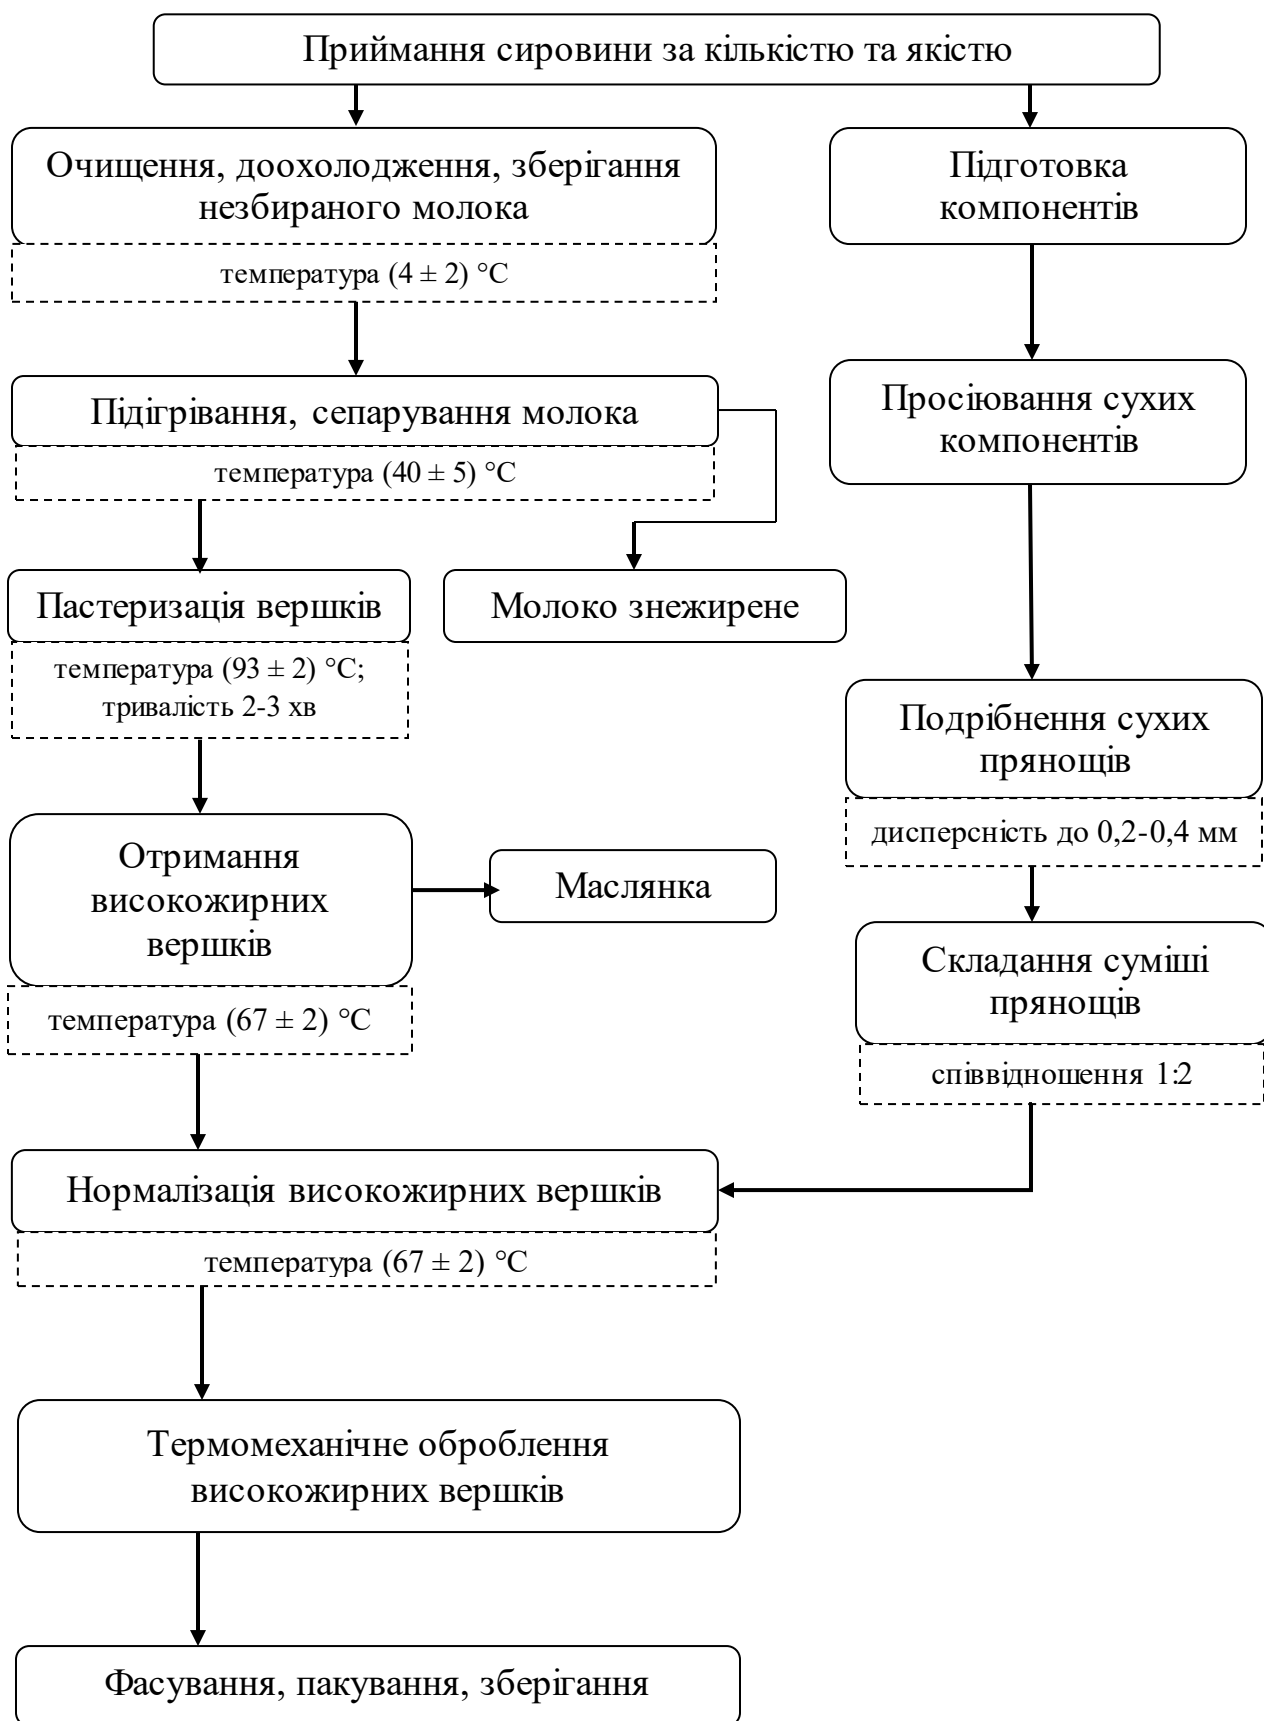 Приймання сировини за кількістю та якістю
Очищення, доохолодження, зберігання
незбираного молока
температура (4 ± 2) °С
Підготовка
компонентів
Підігрівання, сепарування молока
температура (40 ± 5) °С
Просіювання сухих
компонентів
Пастеризація вершків
температура (93 ± 2) °С;
тривалість 2-3 хв
Молоко знежирене
Подрібнення сухих
прянощів
дисперсність до 0,2-0,4 мм
Отримання
високожирних
вершків
температура (67 ± 2) °С
Маслянка
Складання суміші
прянощів
співвідношення 1:2
Нормалізація високожирних вершків
температура (67 ± 2) °С
Термомеханічне оброблення
високожирних вершків
Фасування, пакування, зберігання